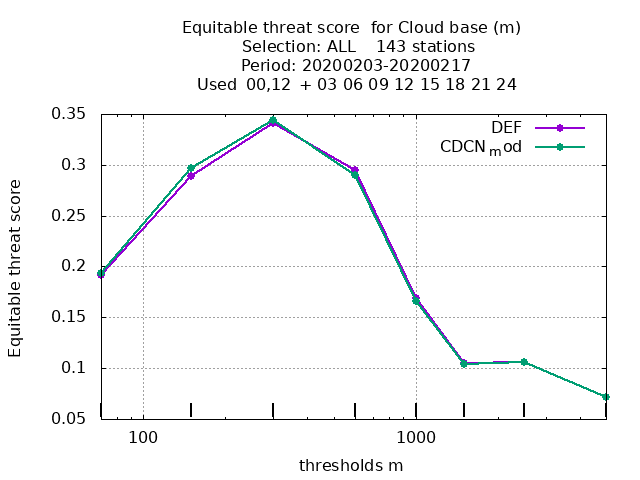 Equitable threat score for Cloud base (m)
Selection: ALL 143 stations
Period: 20200203-20200217
Used 00,12 + 03 06 09 12 15 18 21 24
DEF
CDCNmod
0.35
0.3
0.25
0.2
0.15
0.1
0.05
Equitable threat score
100 1000
thresholds m